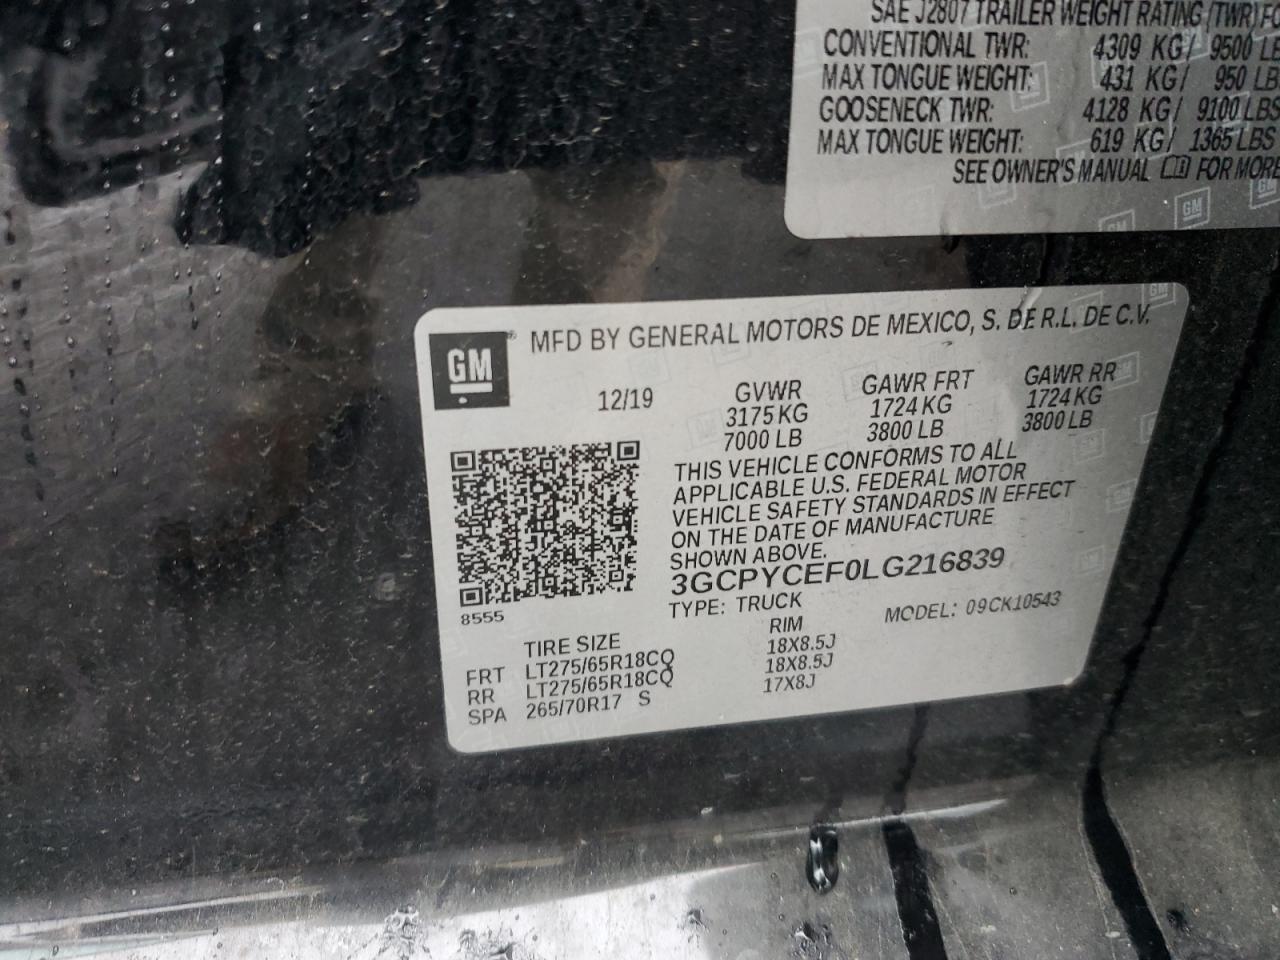 SAE J2807 TRAILER WEIGHT RATING (TWR)
CONVENTIONAL TWR: 4309 KG/ 9500 LB
MAX TONGUE WEIGHT: 431 KG/ 950 LB
GOOSENECK TWR: 4128 KG/ 9100 LBS
MAX TONGUE WEIGHT: 619 KG/ 1365 LBS
SEE OWNER'S MANUAL FOR MORE
GM
GM
GM ® MFD BY GENERAL MOTORS DE MEXICO, S. DE R.L. DE C.V.
12/19 GVWR GAWR FRT GAWR RR
3175 KG 1724 KG 1724 KG
7000 LB 3800 LB 3800 LB
THIS VEHICLE CONFORMS TO ALL
APPLICABLE U.S. FEDERAL MOTOR
VEHICLE SAFETY STANDARDS IN EFFECT
ON THE DATE OF MANUFACTURE
SHOWN ABOVE.
3GCPYCEF0LG216839
8555 TYPE: TRUCK MODEL: 09CK10543
TIRE SIZE RIM
FRT LT275/65R18CQ 18X8.5J
RR LT275/65R18CQ 18X8.5J
SPA 265/70R17 S 17X8J